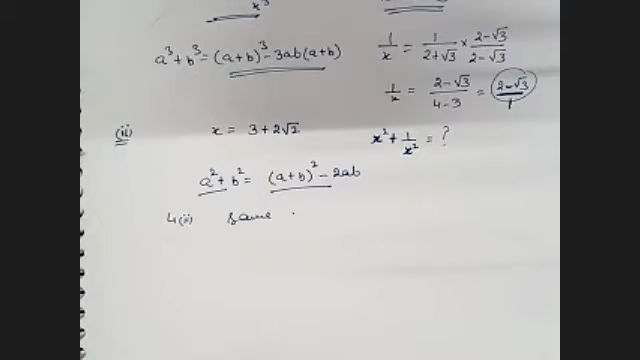 x³
a³ + b³ = (a+b)³ - 3ab(a+b)
1/x = 1/(2+√3) × (2-√3)/(2-√3)
1/x = (2-√3)/(4-3) = (2-√3)/1
(ii) x = 3 + 2√2 x² + 1/x² = ?
a² + b² = (a+b)² - 2ab
4(ii) same